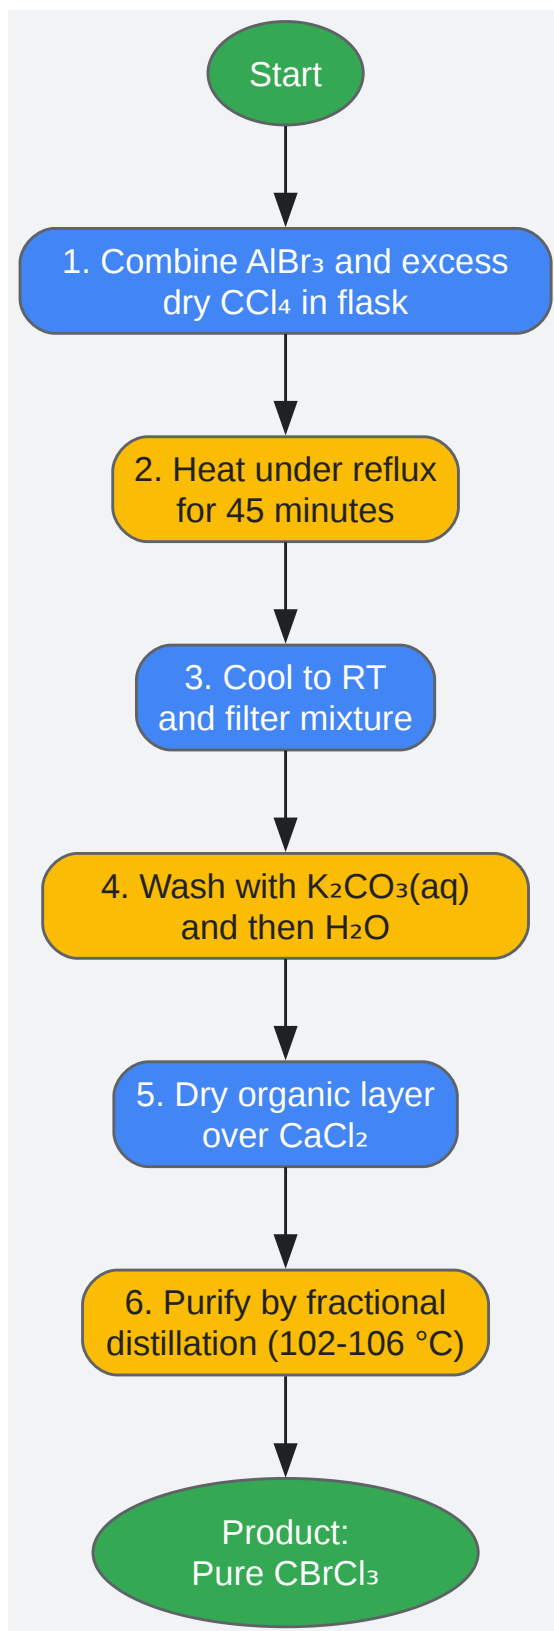 Start
1. Combine AlBr₃ and excess
dry CCl₄ in flask
2. Heat under reflux
for 45 minutes
3. Cool to RT
and filter mixture
4. Wash with K₂CO₃(aq)
and then H₂O
5. Dry organic layer
over CaCl₂
6. Purify by fractional
distillation (102-106 °C)
Product:
Pure CBrCl₃